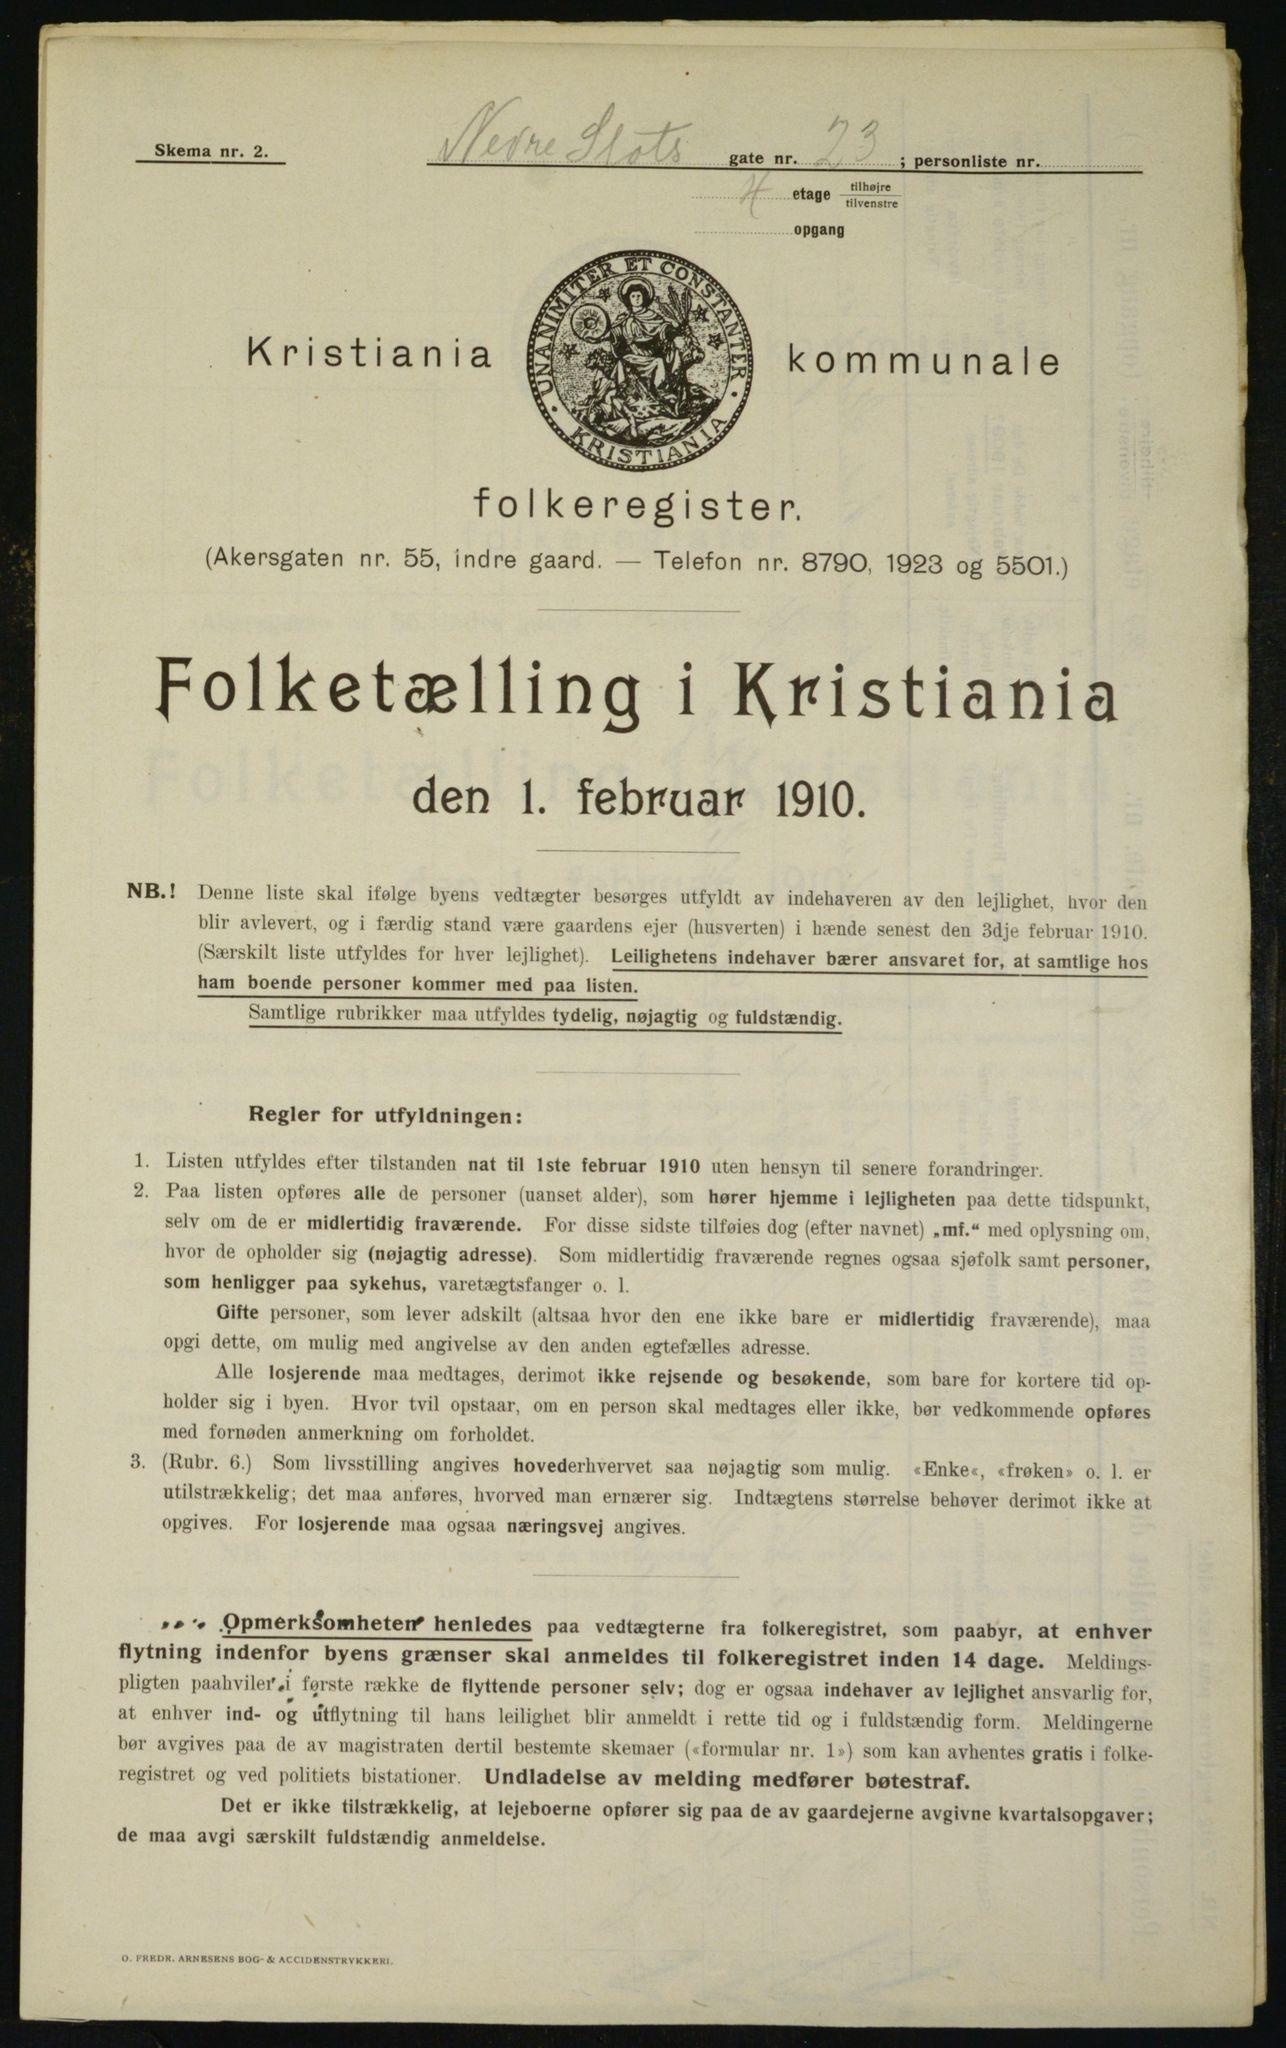 Skema nr. 2.
Nedre Slots gate nr. 23; personliste nr.
4 etage tilhøjre
tilvenstre
opgang
UNANIMITER ET CONSTANTER
KRISTIANIA
Kristiania kommunale
folkeregister.
(Akersgaten nr. 55, indre gaard. — Telefon nr. 8790, 1923 og 5501.)
Folketælling i Kristiania
den 1. februar 1910.
NB.! Denne liste skal ifølge byens vedtægter besørges utfyldt av indehaveren av den lejlighet, hvor den
blir avlevert, og i færdig stand være gaardens ejer (husverten) i hænde senest den 3dje februar 1910.
(Særskilt liste utfyldes for hver lejlighet). Leilighetens indehaver bærer ansvaret for, at samtlige hos
ham boende personer kommer med paa listen.
Samtlige rubrikker maa utfyldes tydelig, nøjagtig og fuldstændig.
Regler for utfyldningen:
1. Listen utfyldes efter tilstanden nat til 1ste februar 1910 uten hensyn til senere forandringer.
2. Paa listen opføres alle de personer (uanset alder), som hører hjemme i lejligheten paa dette tidspunkt,
selv om de er midlertidig fraværende. For disse sidste tilføies dog (efter navnet) „mf.“ med oplysning om,
hvor de opholder sig (nøjagtig adresse). Som midlertidig fraværende regnes ogsaa sjøfolk samt personer,
som henligger paa sykehus, varetægtsfanger o. l.
Gifte personer, som lever adskilt (altsaa hvor den ene ikke bare er midlertidig fraværende), maa
opgi dette, om mulig med angivelse av den anden egtefælles adresse.
Alle losjerende maa medtages, derimot ikke rejsende og besøkende, som bare for kortere tid op-
holder sig i byen. Hvor tvil opstaar, om en person skal medtages eller ikke, bør vedkommende opføres
med fornøden anmerkning om forholdet.
3. (Rubr. 6.) Som livsstilling angives hovederhvervet saa nøjagtig som mulig. «Enke«, «frøken» o. l. er
utilstrækkelig; det maa anføres, hvorved man ernærer sig. Indtægtens størrelse behøver derimot ikke at
opgives. For losjerende maa ogsaa næringsvej angives.
Opmerksomheten henledes paa vedtægterne fra folkeregistret, som paabyr, at enhver
flytning indenfor byens grænser skal anmeldes til folkeregistret inden 14 dage. Meldings-
pligten paahviler i første række de flyttende personer selv; dog er ogsaa indehaver av lejlighet ansvarlig for,
at enhver ind- og utflytning til hans leilighet blir anmeldt i rette tid og i fuldstændig form. Meldingerne
bør avgives paa de av magistraten dertil bestemte skemaer («formular nr. 1») som kan avhentes gratis i folke-
registret og ved politiets bistationer. Undladelse av melding medfører bøtestraf.
Det er ikke tilstrækkelig, at lejeboerne opfører sig paa de av gaardejerne avgivne kvartalsopgaver;
de maa avgi særskilt fuldstændig anmeldelse.
O. FREDR. ARNESENS BOG- & ACCIDENSTRYKKERI.